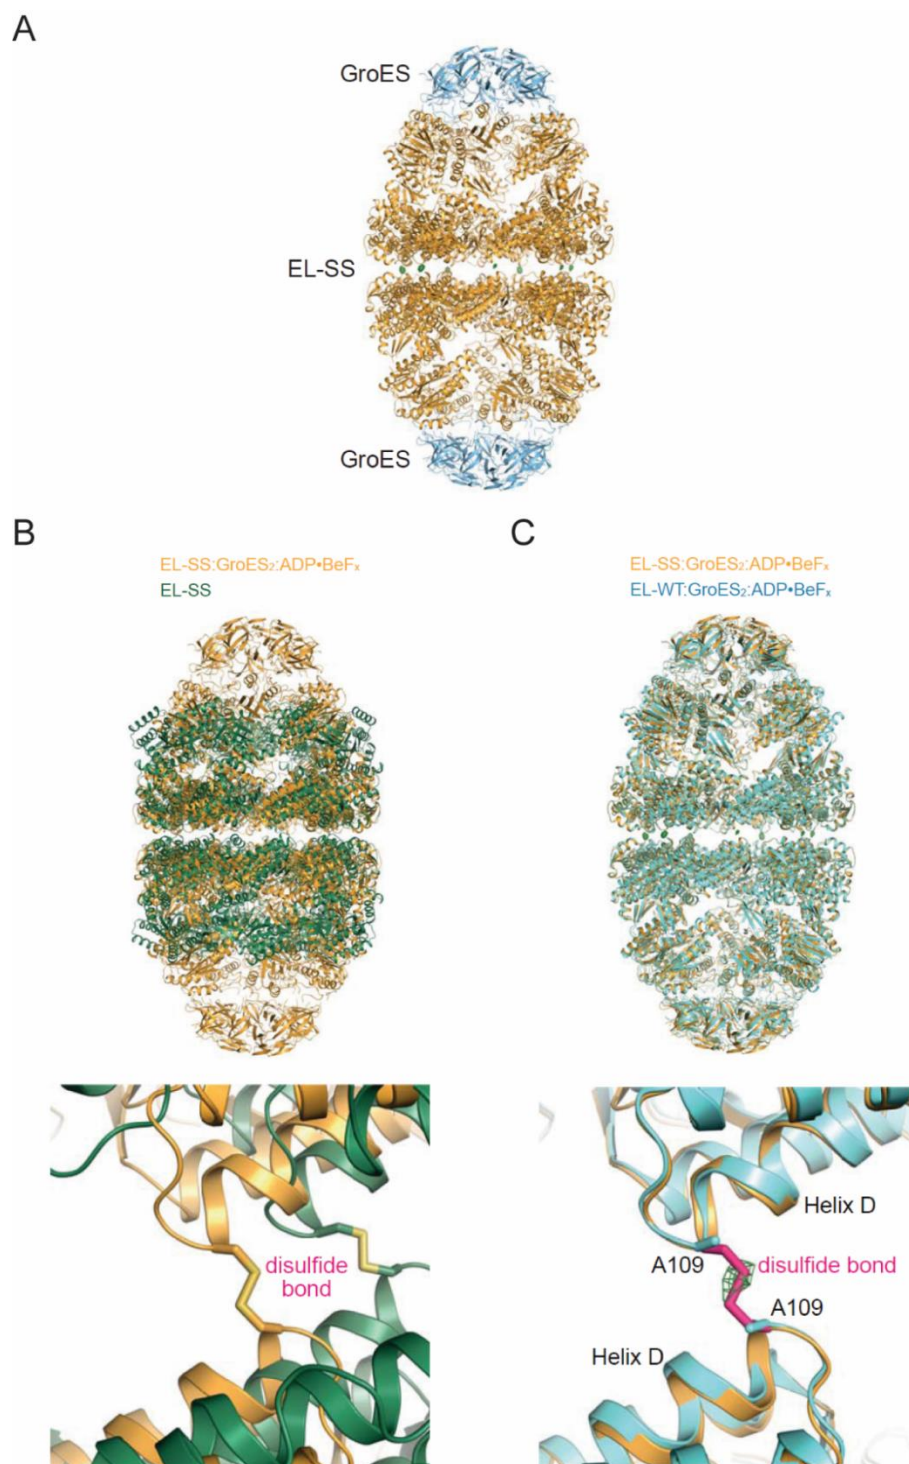 A
GroES
EL-SS
GroES
B
EL-SS:GroES₂:ADP•BeFₓ
EL-SS
C
EL-SS:GroES₂:ADP•BeFₓ
EL-WT:GroES₂:ADP•BeFₓ
disulfide
bond
Helix D
A109
disulfide bond
A109
Helix D